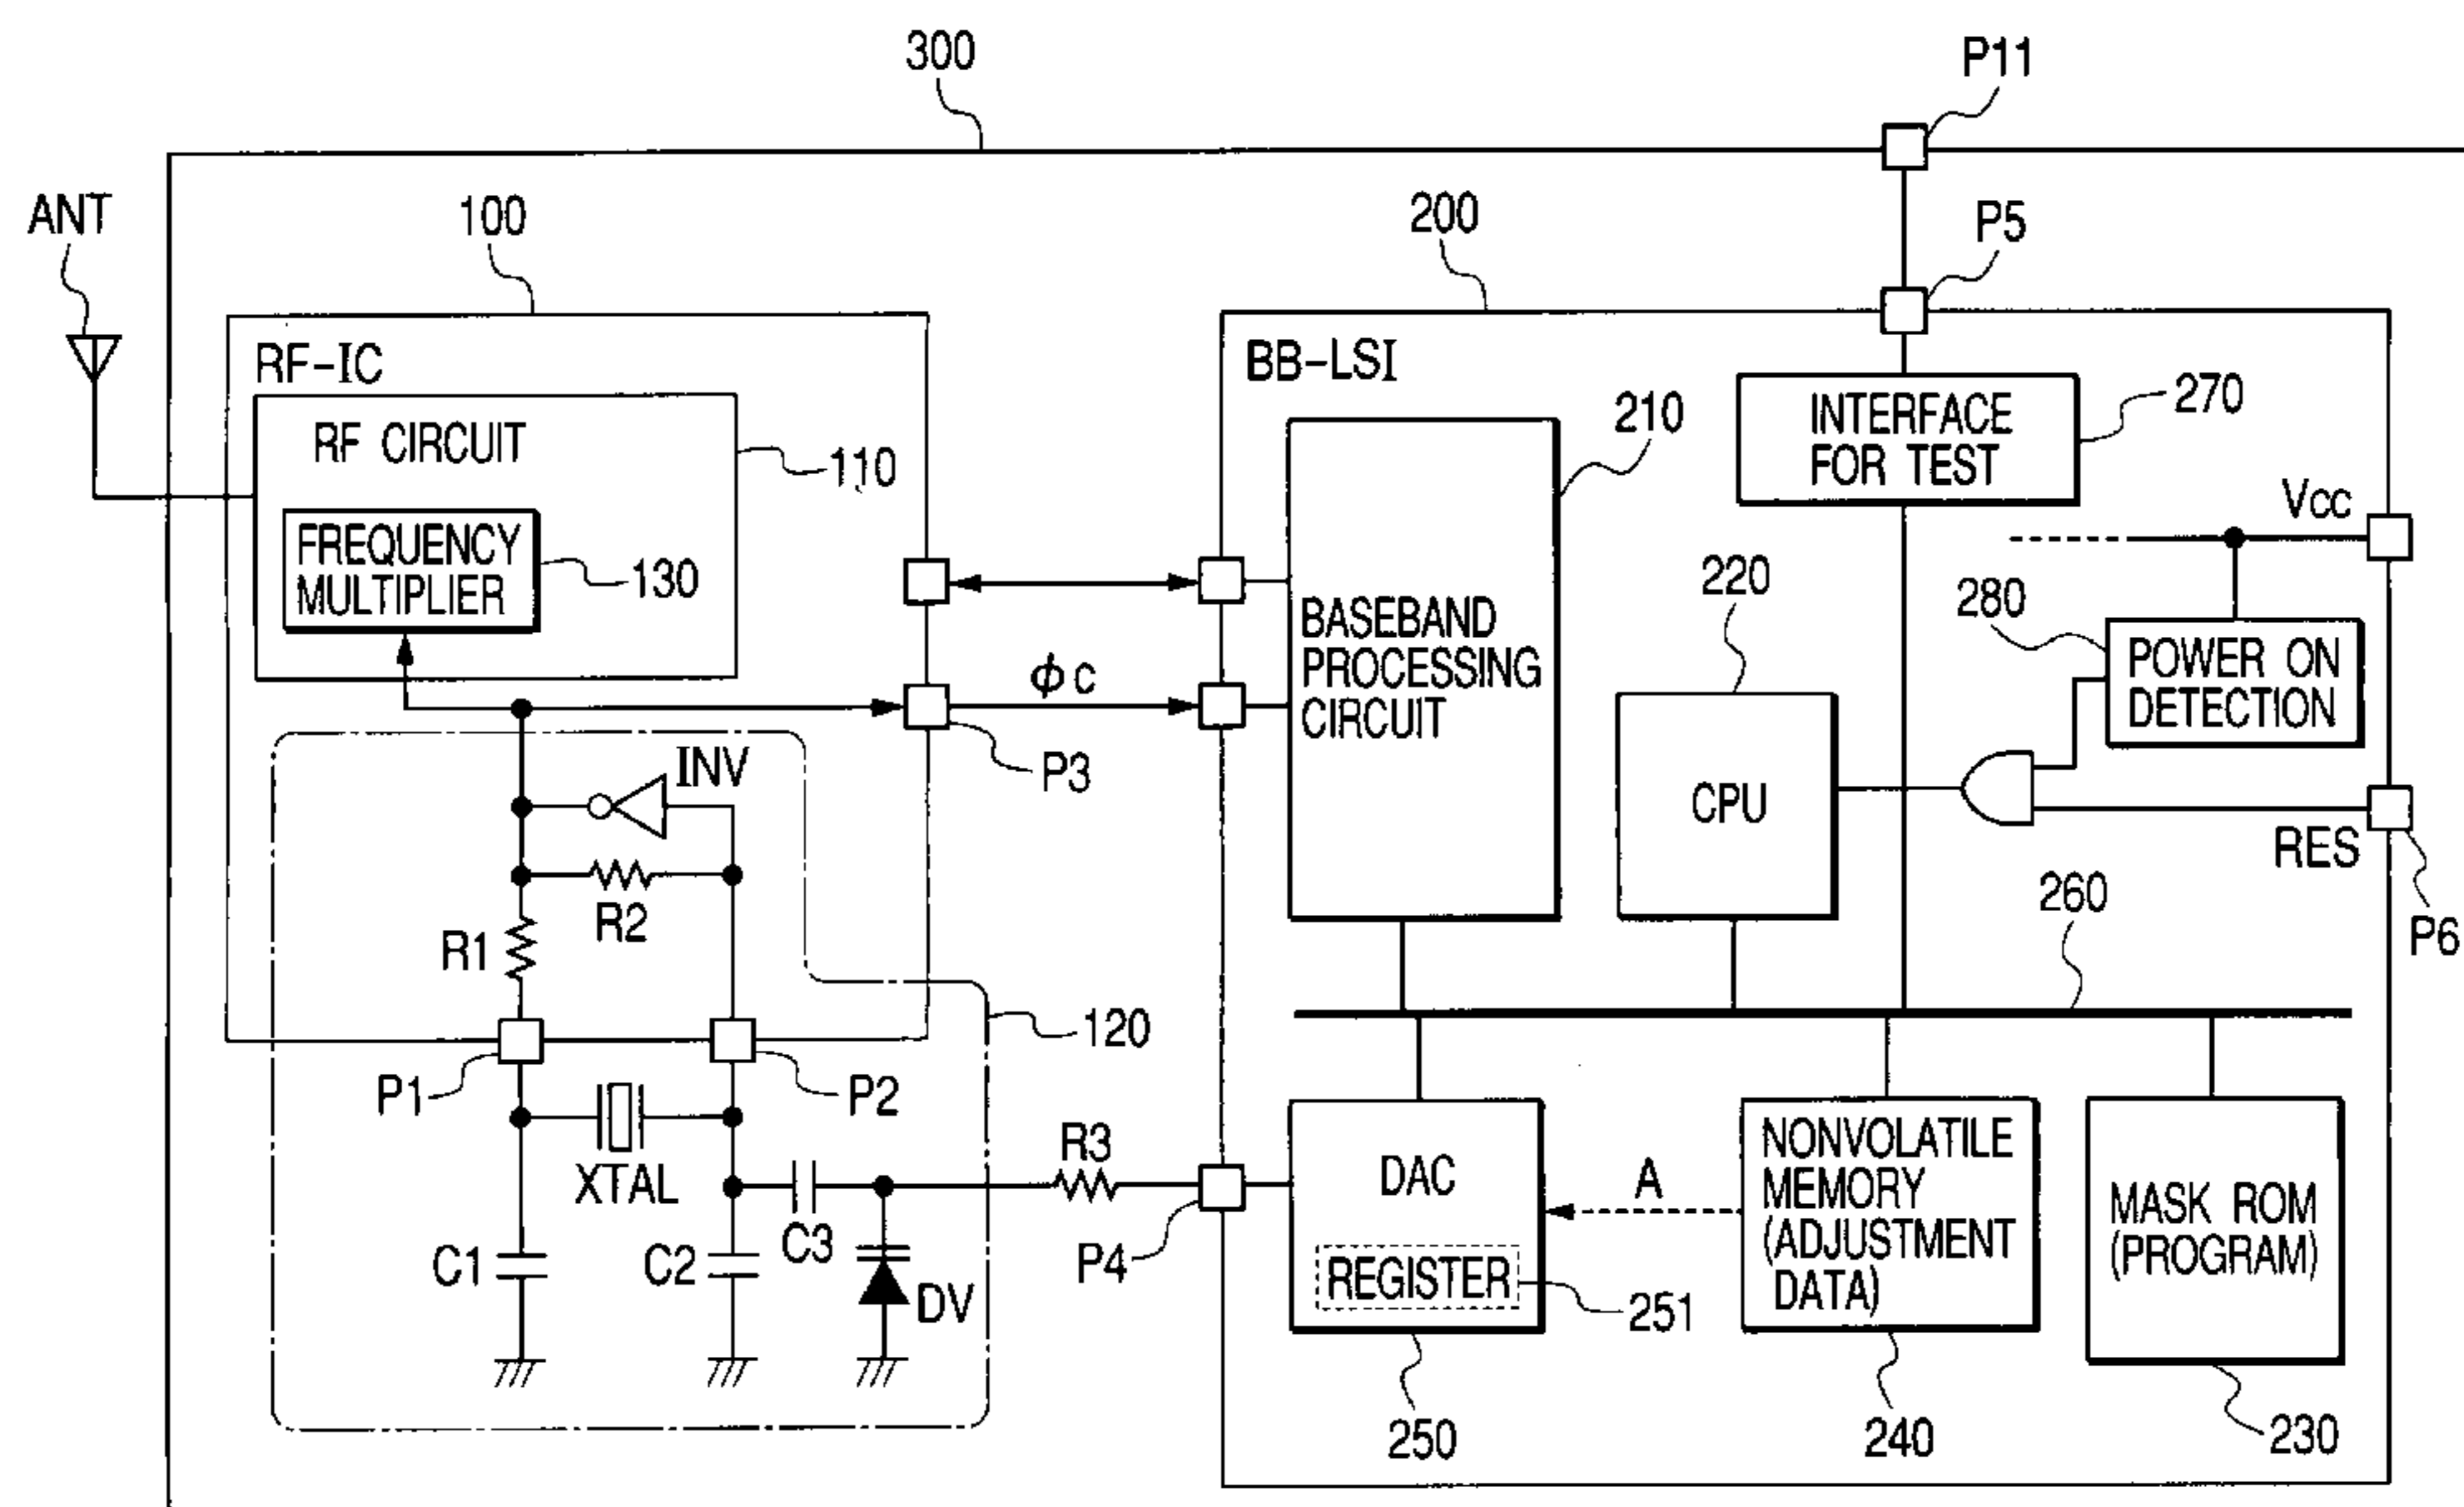 300
P11
ANT
100
200
P5
RF-IC
BB-LSI
RF CIRCUIT
110
210
INTERFACE
FOR TEST
270
FREQUENCY
MULTIPLIER
130
Vcc
BASEBAND
PROCESSING
CIRCUIT
220
280
POWER ON
DETECTION
ϕc
P3
INV
CPU
RES
R2
R1
260
P6
120
P1
P2
XTAL
R3
P4
C1
C2
C3
DV
DAC
REGISTER
251
A
NONVOLATILE
MEMORY
(ADJUSTMENT
DATA)
MASK ROM
(PROGRAM)
250
240
230